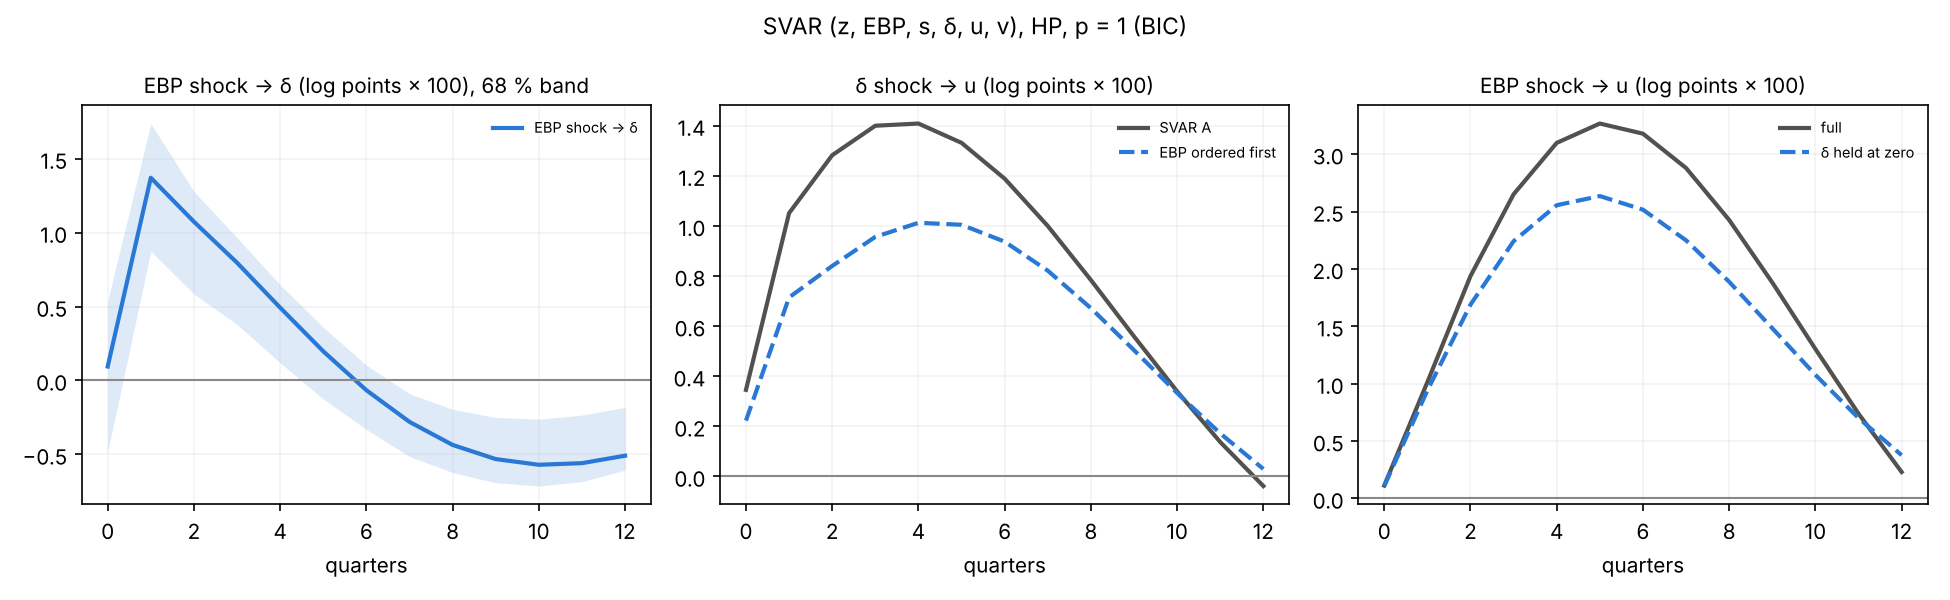 SVAR (z, EBP, s, δ, u, v), HP, p = 1 (BIC)
EBP shock → δ (log points × 100), 68 % band
EBP shock → δ
1.5
1.0
0.5
0.0
−0.5
0 2 4 6 8 10 12
quarters
δ shock → u (log points × 100)
SVAR A
EBP ordered first
1.4
1.2
1.0
0.8
0.6
0.4
0.2
0.0
0 2 4 6 8 10 12
quarters
EBP shock → u (log points × 100)
full
δ held at zero
3.0
2.5
2.0
1.5
1.0
0.5
0.0
0 2 4 6 8 10 12
quarters